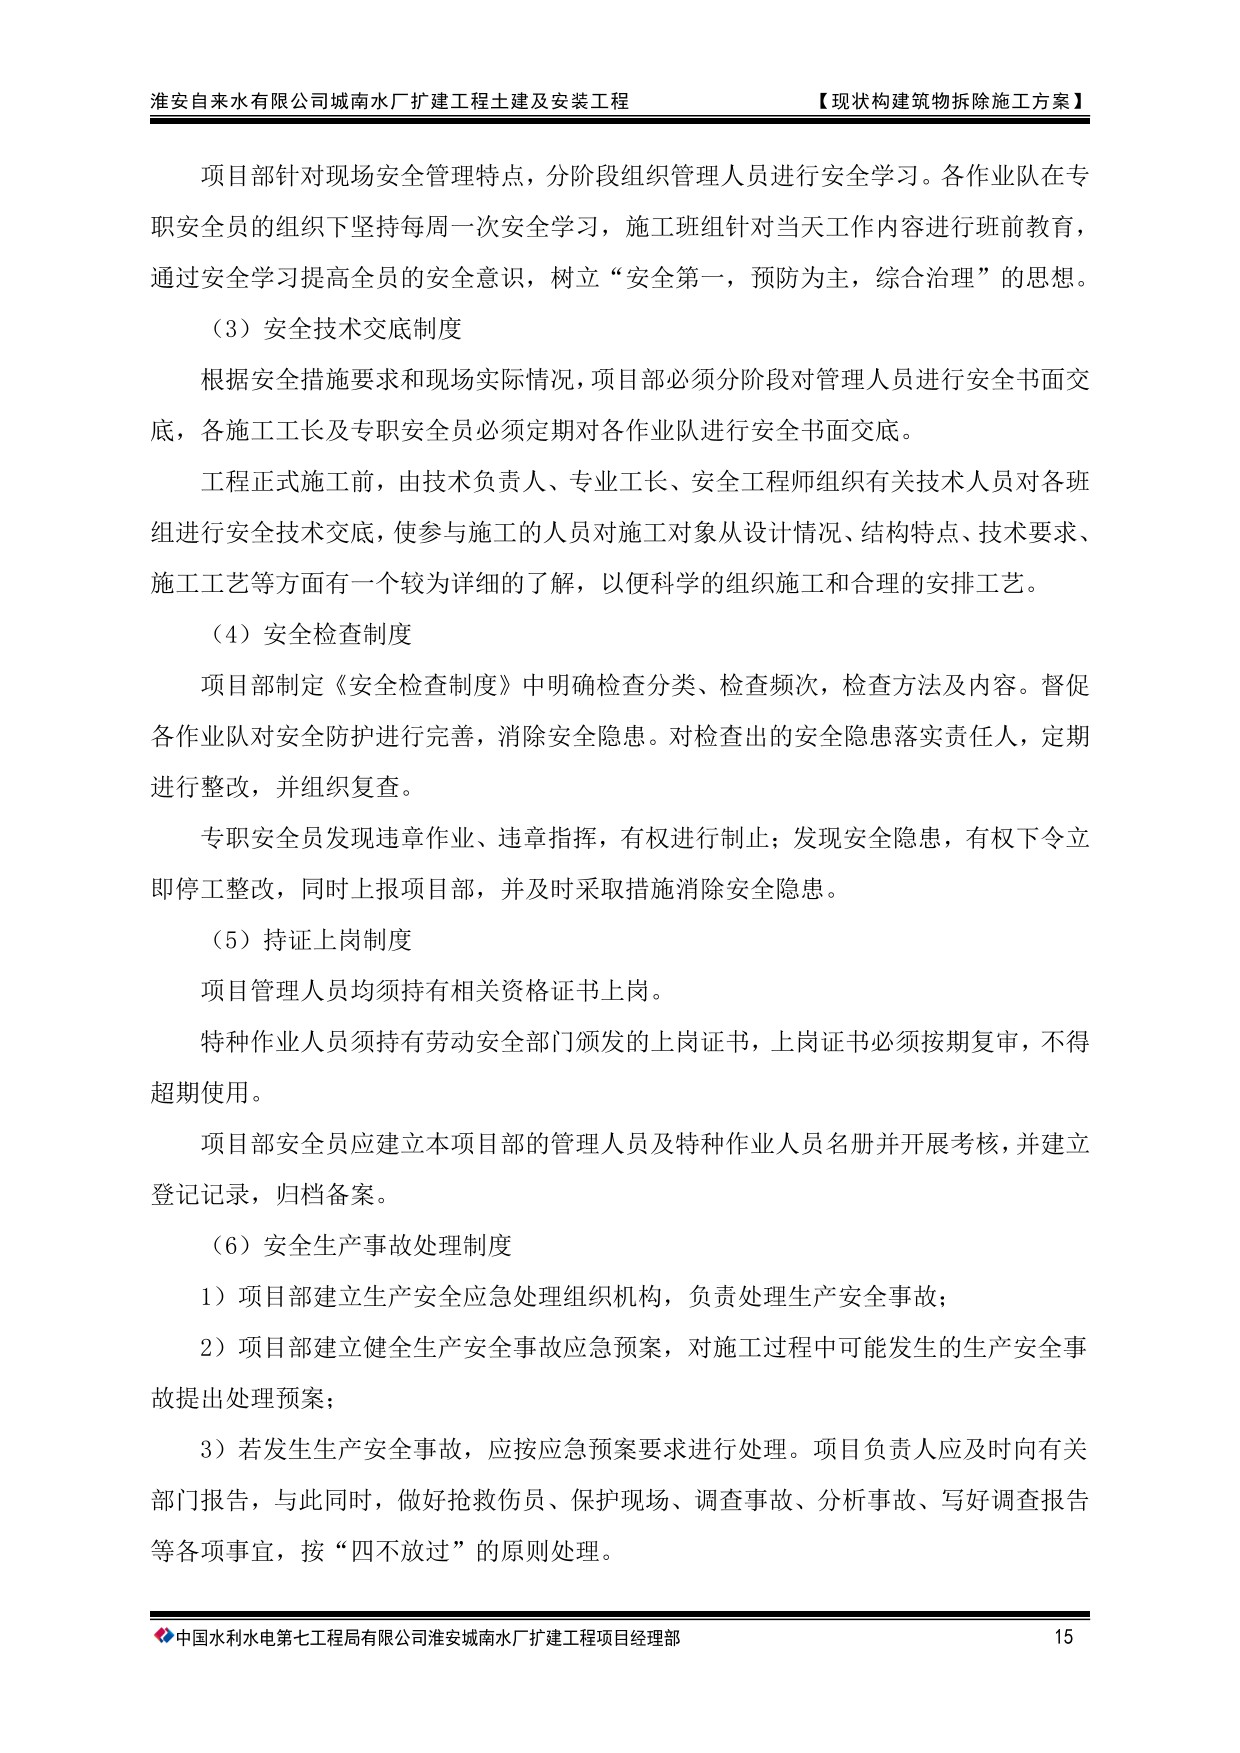 淮安自来水有限公司城南水厂扩建工程土建及安装工程 【现状构建筑物拆除施工方案】
项目部针对现场安全管理特点，分阶段组织管理人员进行安全学习。各作业队在专
职安全员的组织下坚持每周一次安全学习，施工班组针对当天工作内容进行班前教育，
通过安全学习提高全员的安全意识，树立“安全第一，预防为主，综合治理”的思想。
（3）安全技术交底制度
根据安全措施要求和现场实际情况，项目部必须分阶段对管理人员进行安全书面交
底，各施工工长及专职安全员必须定期对各作业队进行安全书面交底。
工程正式施工前，由技术负责人、专业工长、安全工程师组织有关技术人员对各班
组进行安全技术交底，使参与施工的人员对施工对象从设计情况、结构特点、技术要求、
施工工艺等方面有一个较为详细的了解，以便科学的组织施工和合理的安排工艺。
（4）安全检查制度
项目部制定《安全检查制度》中明确检查分类、检查频次，检查方法及内容。督促
各作业队对安全防护进行完善，消除安全隐患。对检查出的安全隐患落实责任人，定期
进行整改，并组织复查。
专职安全员发现违章作业、违章指挥，有权进行制止；发现安全隐患，有权下令立
即停工整改，同时上报项目部，并及时采取措施消除安全隐患。
（5）持证上岗制度
项目管理人员均须持有相关资格证书上岗。
特种作业人员须持有劳动安全部门颁发的上岗证书，上岗证书必须按期复审，不得
超期使用。
项目部安全员应建立本项目部的管理人员及特种作业人员名册并开展考核，并建立
登记记录，归档备案。
（6）安全生产事故处理制度
1）项目部建立生产安全应急处理组织机构，负责处理生产安全事故；
2）项目部建立健全生产安全事故应急预案，对施工过程中可能发生的生产安全事
故提出处理预案；
3）若发生生产安全事故，应按应急预案要求进行处理。项目负责人应及时向有关
部门报告，与此同时，做好抢救伤员、保护现场、调查事故、分析事故、写好调查报告
等各项事宜，按“四不放过”的原则处理。
中国水利水电第七工程局有限公司淮安城南水厂扩建工程项目经理部 15